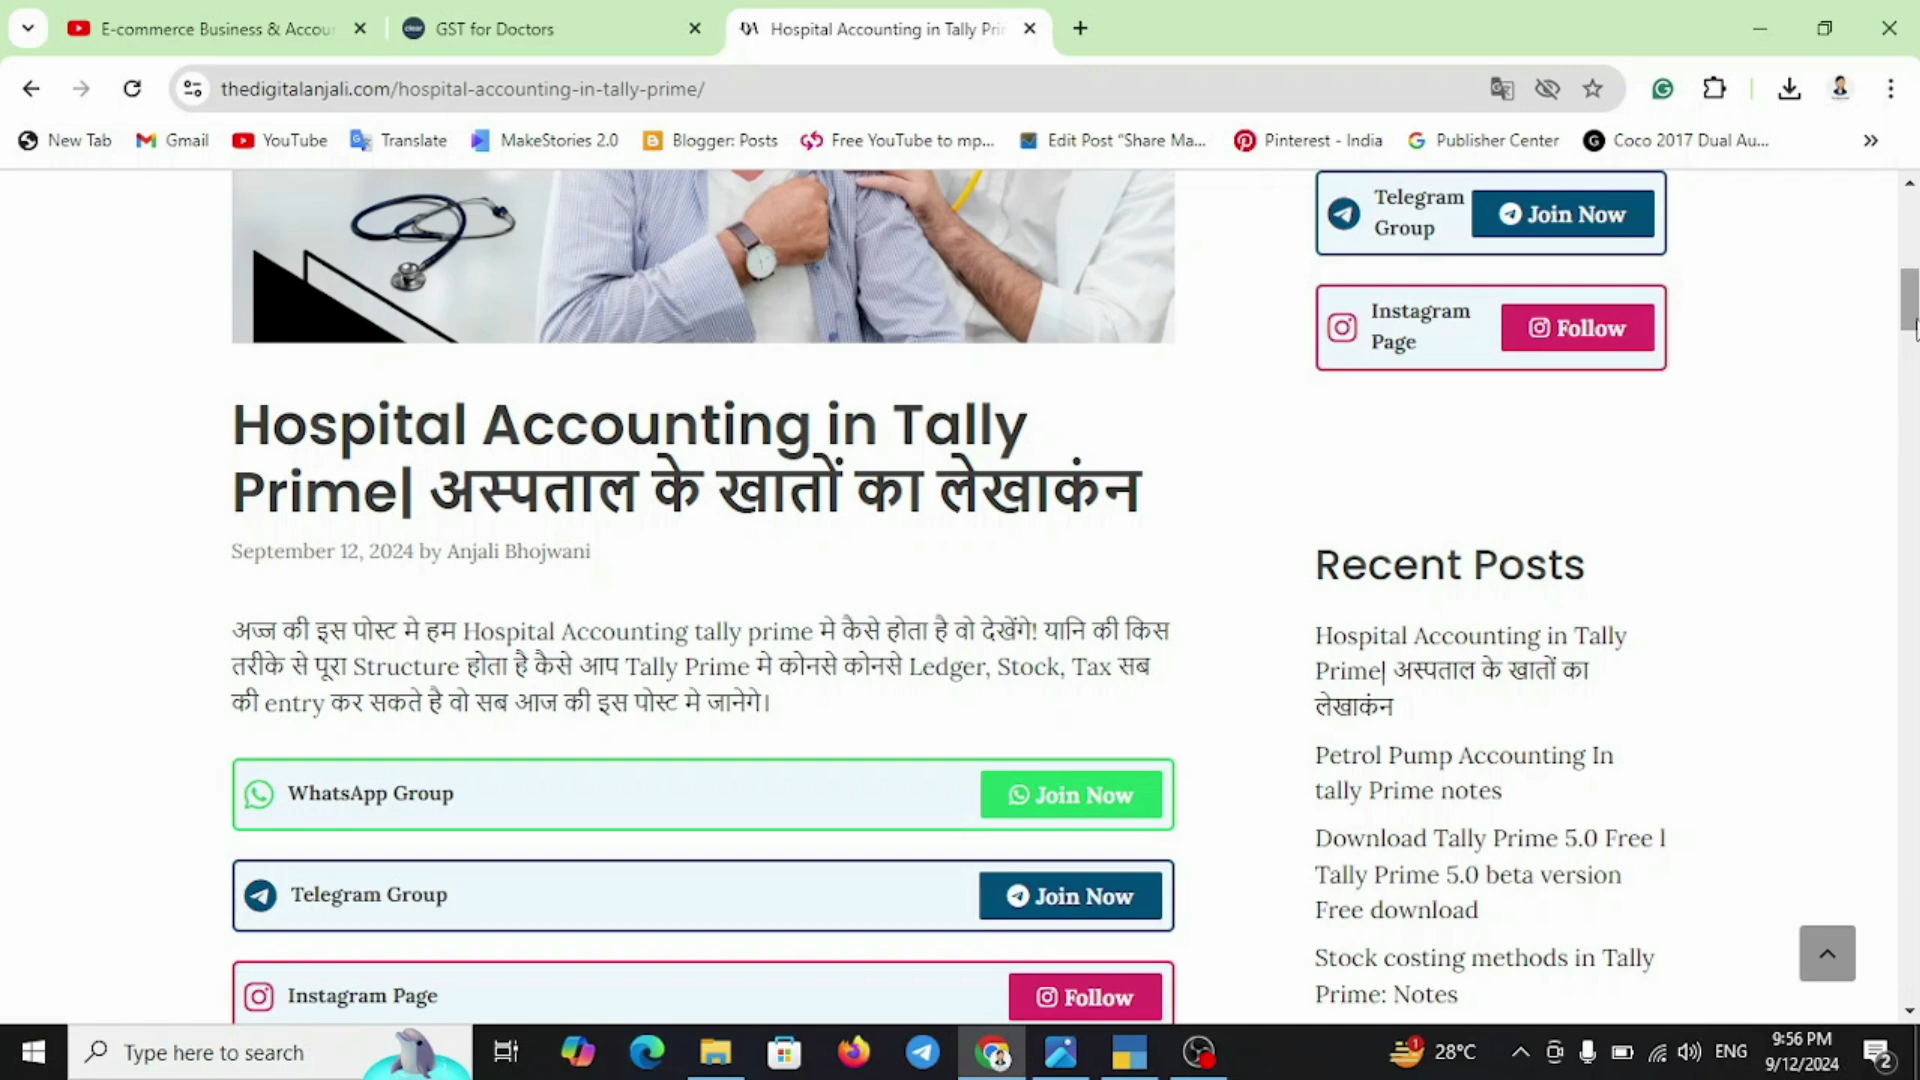 E-commerce Business & Accou
GST for Doctors
Hospital Accounting in Tally Pri
thedigitalanjali.com/hospital-accounting-in-tally-prime/
New Tab
Gmail
YouTube
Translate
MakeStories 2.0
Blogger: Posts
Free YouTube to mp...
Edit Post “Share Ma...
Pinterest - India
Publisher Center
Coco 2017 Dual Au...
Telegram
Group
Join Now
Instagram
Page
Follow
Hospital Accounting in Tally
Prime| अस्पताल के खातों का लेखाकंन
September 12, 2024 by Anjali Bhojwani
अज्ज की इस पोस्ट मे हम Hospital Accounting tally prime मे कैसे होता है वो देखेंगे! यानि की किस
तरीके से पूरा Structure होता है कैसे आप Tally Prime मे कोनसे कोनसे Ledger, Stock, Tax सब
की entry कर सकते है वो सब आज की इस पोस्ट मे जानेगे।
WhatsApp Group
Join Now
Telegram Group
Join Now
Instagram Page
Follow
Recent Posts
Hospital Accounting in Tally
Prime| अस्पताल के खातों का
लेखाकंन
Petrol Pump Accounting In
tally Prime notes
Download Tally Prime 5.0 Free l
Tally Prime 5.0 beta version
Free download
Stock costing methods in Tally
Prime: Notes
Type here to search
28°C
ENG
9:56 PM
9/12/2024
2